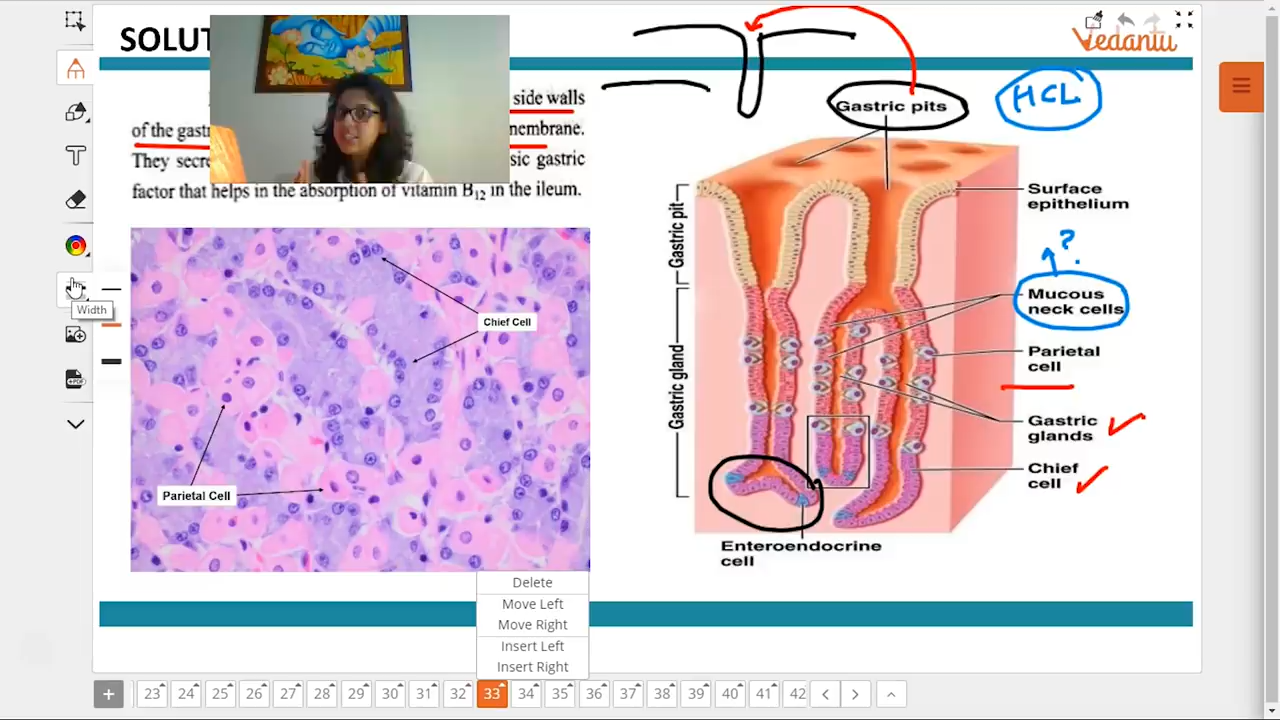 SOLUT
Vedantu
side walls
of the gastr
membrane.
They secre
sic gastric
factor that helps in the absorption of vitamin B12 in the ileum.
Chief Cell
Parietal Cell
Gastric pits
HCL
Surface
epithelium
?
Mucous
neck cells
Parietal
cell
Gastric
glands
Chief
cell
Enteroendocrine
cell
Gastric pit
Gastric gland
Width
+PDF
Delete
Move Left
Move Right
Insert Left
Insert Right
+ 23 24 25 26 27 28 29 30 31 32 33 34 35 36 37 38 39 40 41 42